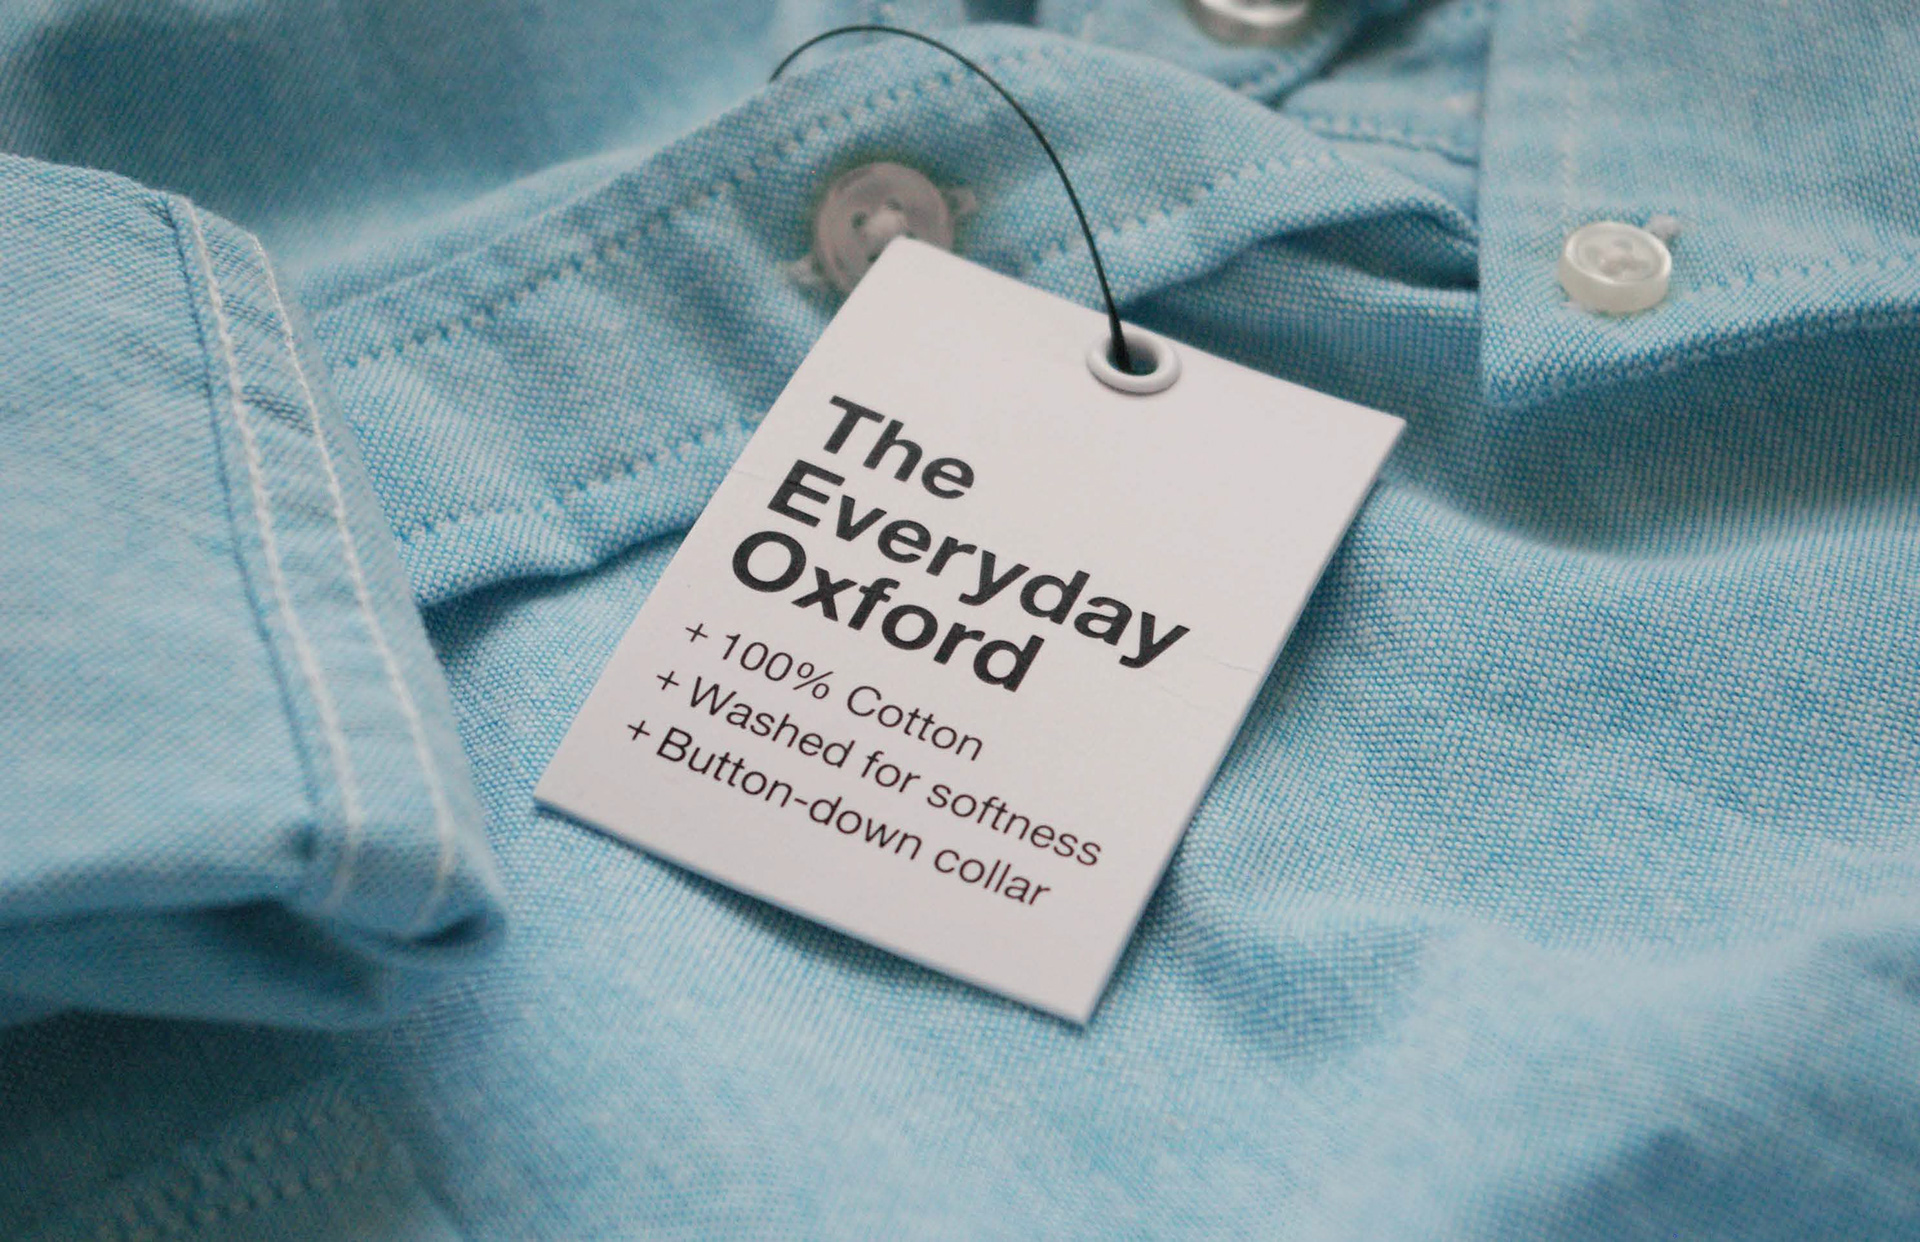 The
Everyday
Oxford
+ 100% Cotton
+ Washed for softness
+ Button-down collar